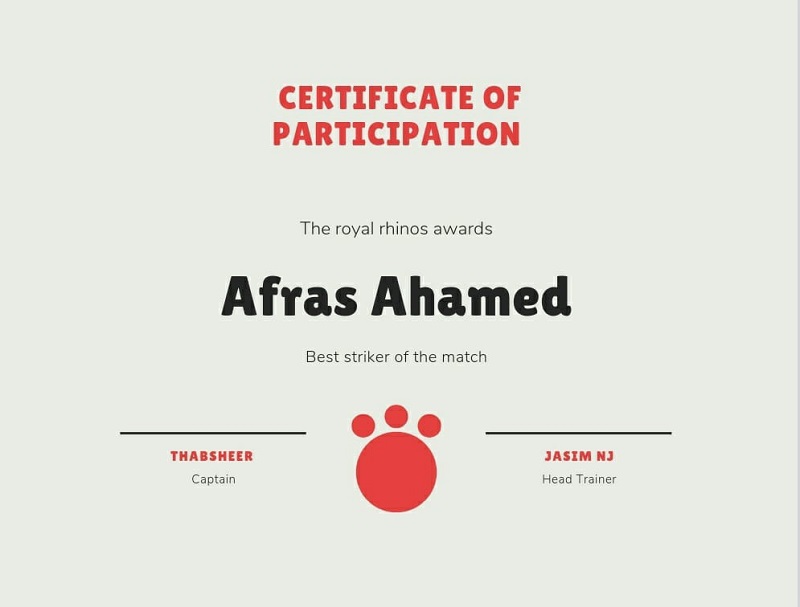 CERTIFICATE OF
PARTICIPATION
The royal rhinos awards
Afras Ahamed
Best striker of the match
THABSHEER
Captain
JASIM NJ
Head Trainer